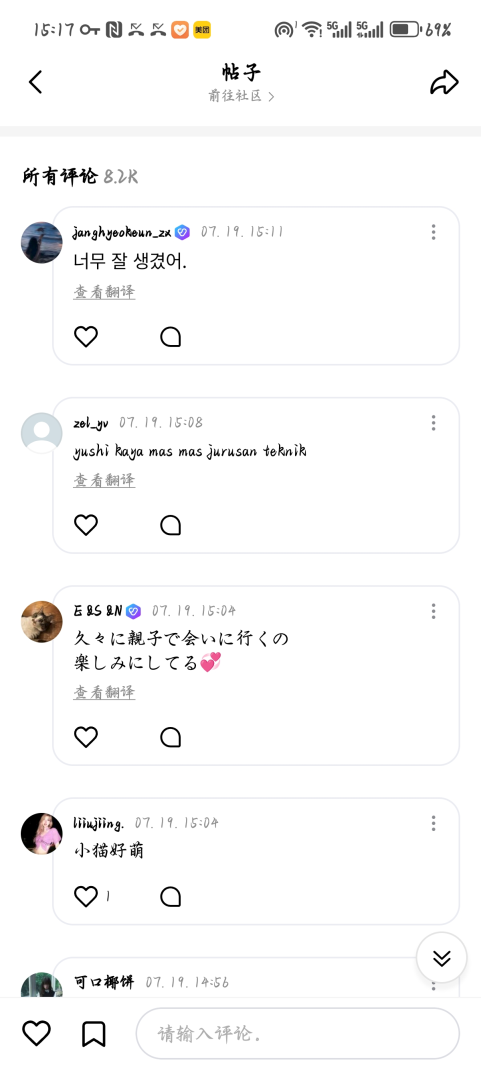 15:17 美团 1 5G 5G 69%
帖子
前往社区
所有评论 8.2K
janghyeokeun_zx 07. 19. 15:11
너무 잘 생겼어.
查看翻译
zel_yv 07. 19. 15:08
yushi kaya mas mas jurusan teknik
查看翻译
E &S &N 07. 19. 15:04
久々に親子で会いに行くの
楽しみにしてる💞
查看翻译
liiujiing. 07. 19. 15:04
小猫好萌
1
可口椰饼 07. 19. 14:56
请输入评论.